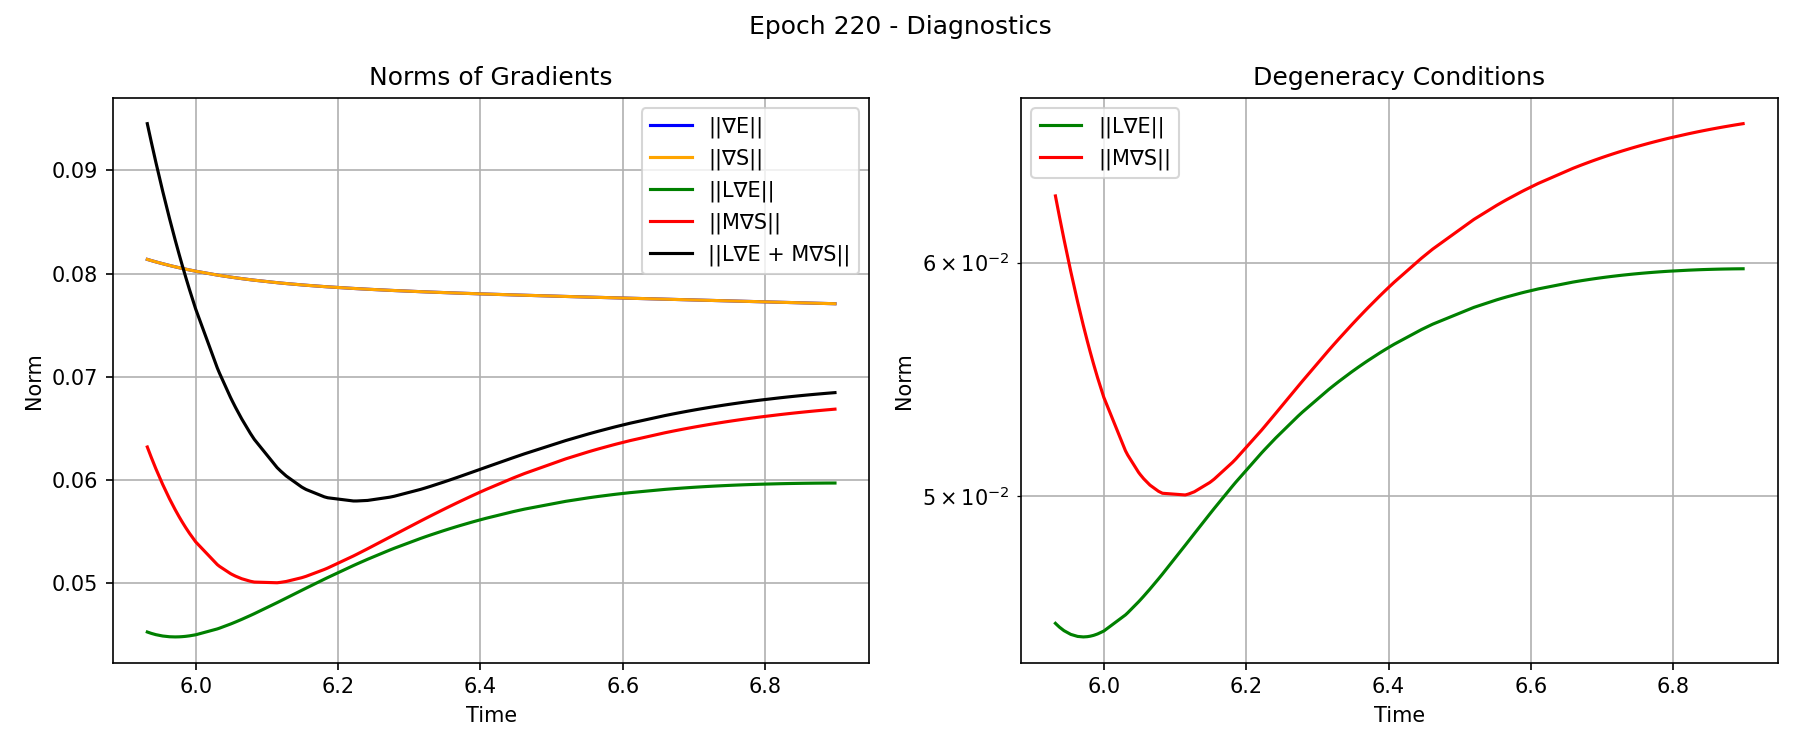 Epoch 220 - Diagnostics
Norms of Gradients
0.09
0.08
0.07
0.06
0.05
Norm
6.0 6.2 6.4 6.6 6.8
Time
||∇E||
||∇S||
||L∇E||
||M∇S||
||L∇E + M∇S||
Degeneracy Conditions
6 × 10⁻²
5 × 10⁻²
Norm
6.0 6.2 6.4 6.6 6.8
Time
||L∇E||
||M∇S||